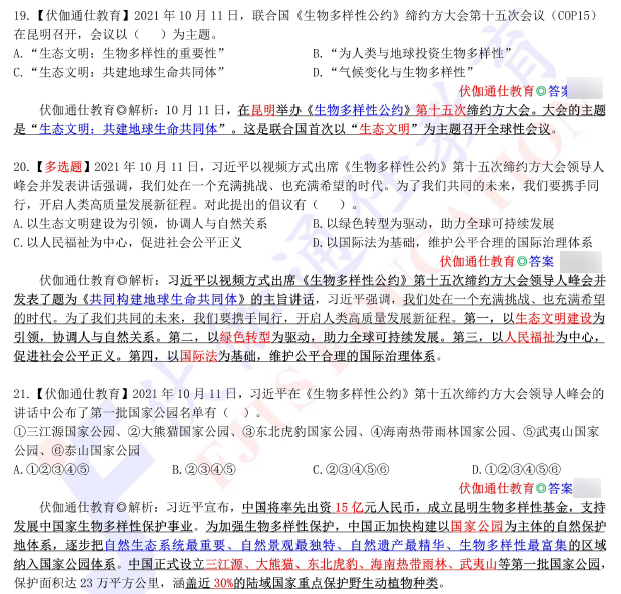 19.【伏伽通仕教育】2021 年 10 月 11 日，联合国《生物多样性公约》缔约方大会第十五次会议（COP15）
在昆明召开，会议以（　　）为主题。
A.“生态文明：生物多样性的重要性” B.“为人类与地球投资生物多样性”
C.“生态文明：共建地球生命共同体” D.“气候变化与生物多样性”
伏伽通仕教育◎答案
伏伽通仕教育◎解析：10 月 11 日，在昆明举办《生物多样性公约》第十五次缔约方大会。大会的主题
是“生态文明：共建地球生命共同体”。这是联合国首次以“生态文明”为主题召开全球性会议。
20.【多选题】2021 年 10 月 11 日，习近平以视频方式出席《生物多样性公约》第十五次缔约方大会领导人
峰会并发表讲话强调，我们处在一个充满挑战、也充满希望的时代。为了我们共同的未来，我们要携手同
行，开启人类高质量发展新征程。对此提出的倡议有（　　）。
A.以生态文明建设为引领，协调人与自然关系 B.以绿色转型为驱动，助力全球可持续发展
C.以人民福祉为中心，促进社会公平正义 D.以国际法为基础，维护公平合理的国际治理体系
伏伽通仕教育◎答案
伏伽通仕教育◎解析：习近平以视频方式出席《生物多样性公约》第十五次缔约方大会领导人峰会并
发表了题为《共同构建地球生命共同体》的主旨讲话，习近平强调，我们处在一个充满挑战、也充满希望
的时代。为了我们共同的未来，我们要携手同行，开启人类高质量发展新征程。第一，以生态文明建设为
引领，协调人与自然关系。第二，以绿色转型为驱动，助力全球可持续发展。第三，以人民福祉为中心，
促进社会公平正义。第四，以国际法为基础，维护公平合理的国际治理体系。
21.【伏伽通仕教育】2021 年 10 月 11 日，习近平在《生物多样性公约》第十五次缔约方大会领导人峰会的
讲话中公布了第一批国家公园名单有（　）。
①三江源国家公园、②大熊猫国家公园、③东北虎豹国家公园、④海南热带雨林国家公园、⑤武夷山国家
公园、⑥泰山国家公园
A.①②③④⑤ B.②③④⑤ C.②③④⑥ D.①②③④⑤⑥
伏伽通仕教育◎答案
伏伽通仕教育◎解析：习近平宣布，中国将率先出资 15 亿元人民币，成立昆明生物多样性基金，支持
发展中国家生物多样性保护事业。为加强生物多样性保护，中国正加快构建以国家公园为主体的自然保护
地体系，逐步把自然生态系统最重要、自然景观最独特、自然遗产最精华、生物多样性最富集的区域
纳入国家公园体系。中国正式设立三江源、大熊猫、东北虎豹、海南热带雨林、武夷山等第一批国家公园，
保护面积达 23 万平方公里，涵盖近 30%的陆域国家重点保护野生动植物种类。